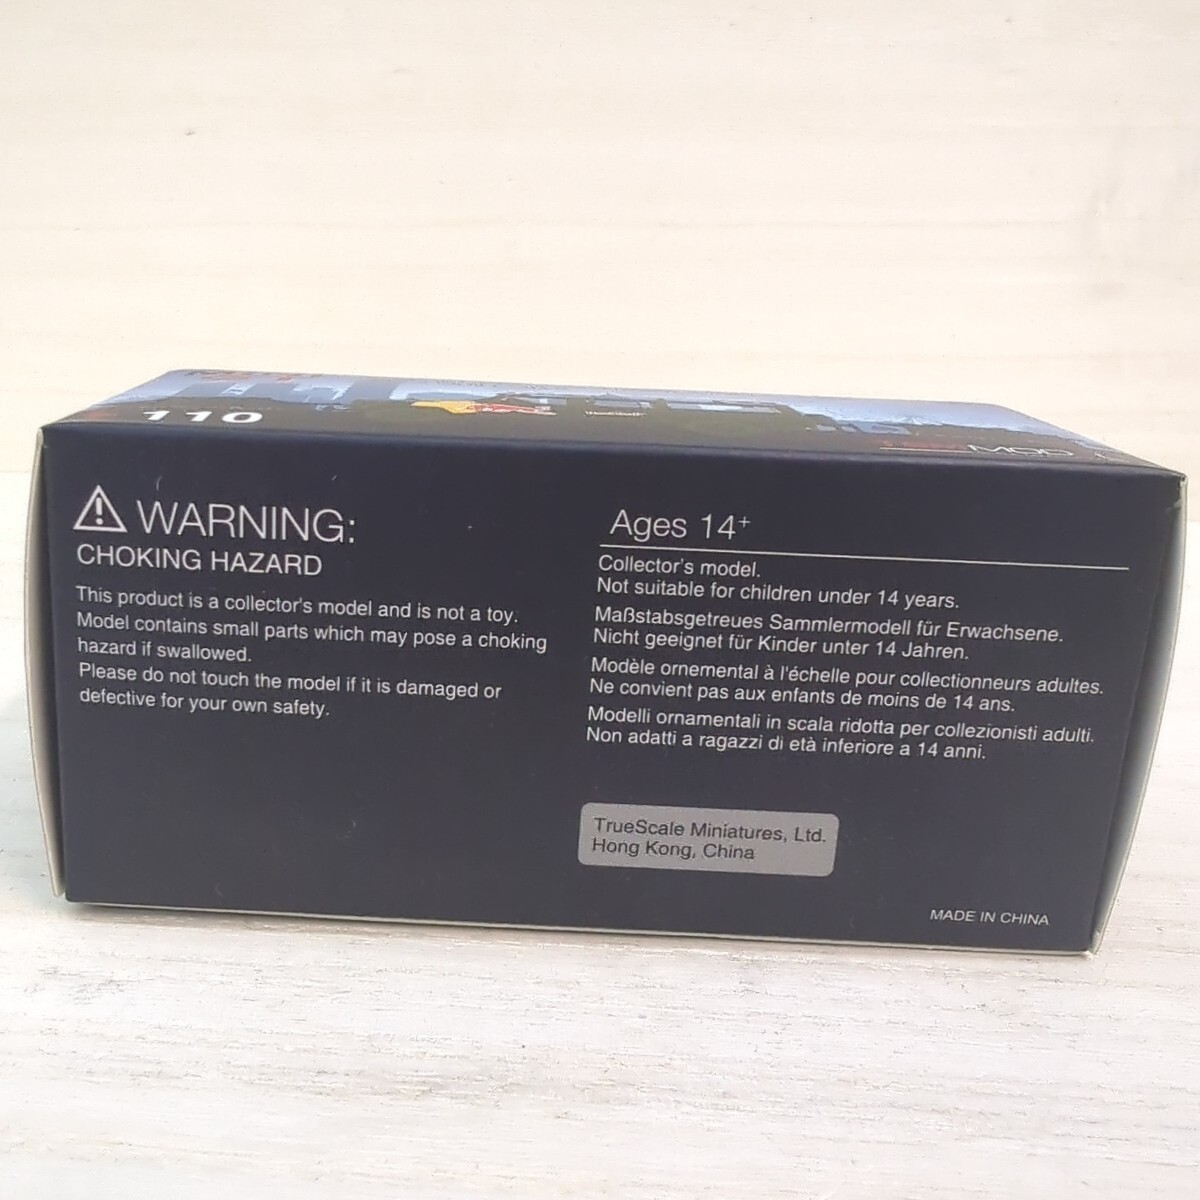 110
MOD
WARNING:
CHOKING HAZARD
This product is a collector's model and is not a toy.
Model contains small parts which may pose a choking
hazard if swallowed.
Please do not touch the model if it is damaged or
defective for your own safety.
Ages 14+
Collector's model.
Not suitable for children under 14 years.
Maßstabsgetreues Sammlermodell für Erwachsene.
Nicht geeignet für Kinder unter 14 Jahren.
Modèle ornemental à l'échelle pour collectionneurs adultes.
Ne convient pas aux enfants de moins de 14 ans.
Modelli ornamentali in scala ridotta per collezionisti adulti.
Non adatti a ragazzi di età inferiore a 14 anni.
TrueScale Miniatures, Ltd.
Hong Kong, China
MADE IN CHINA